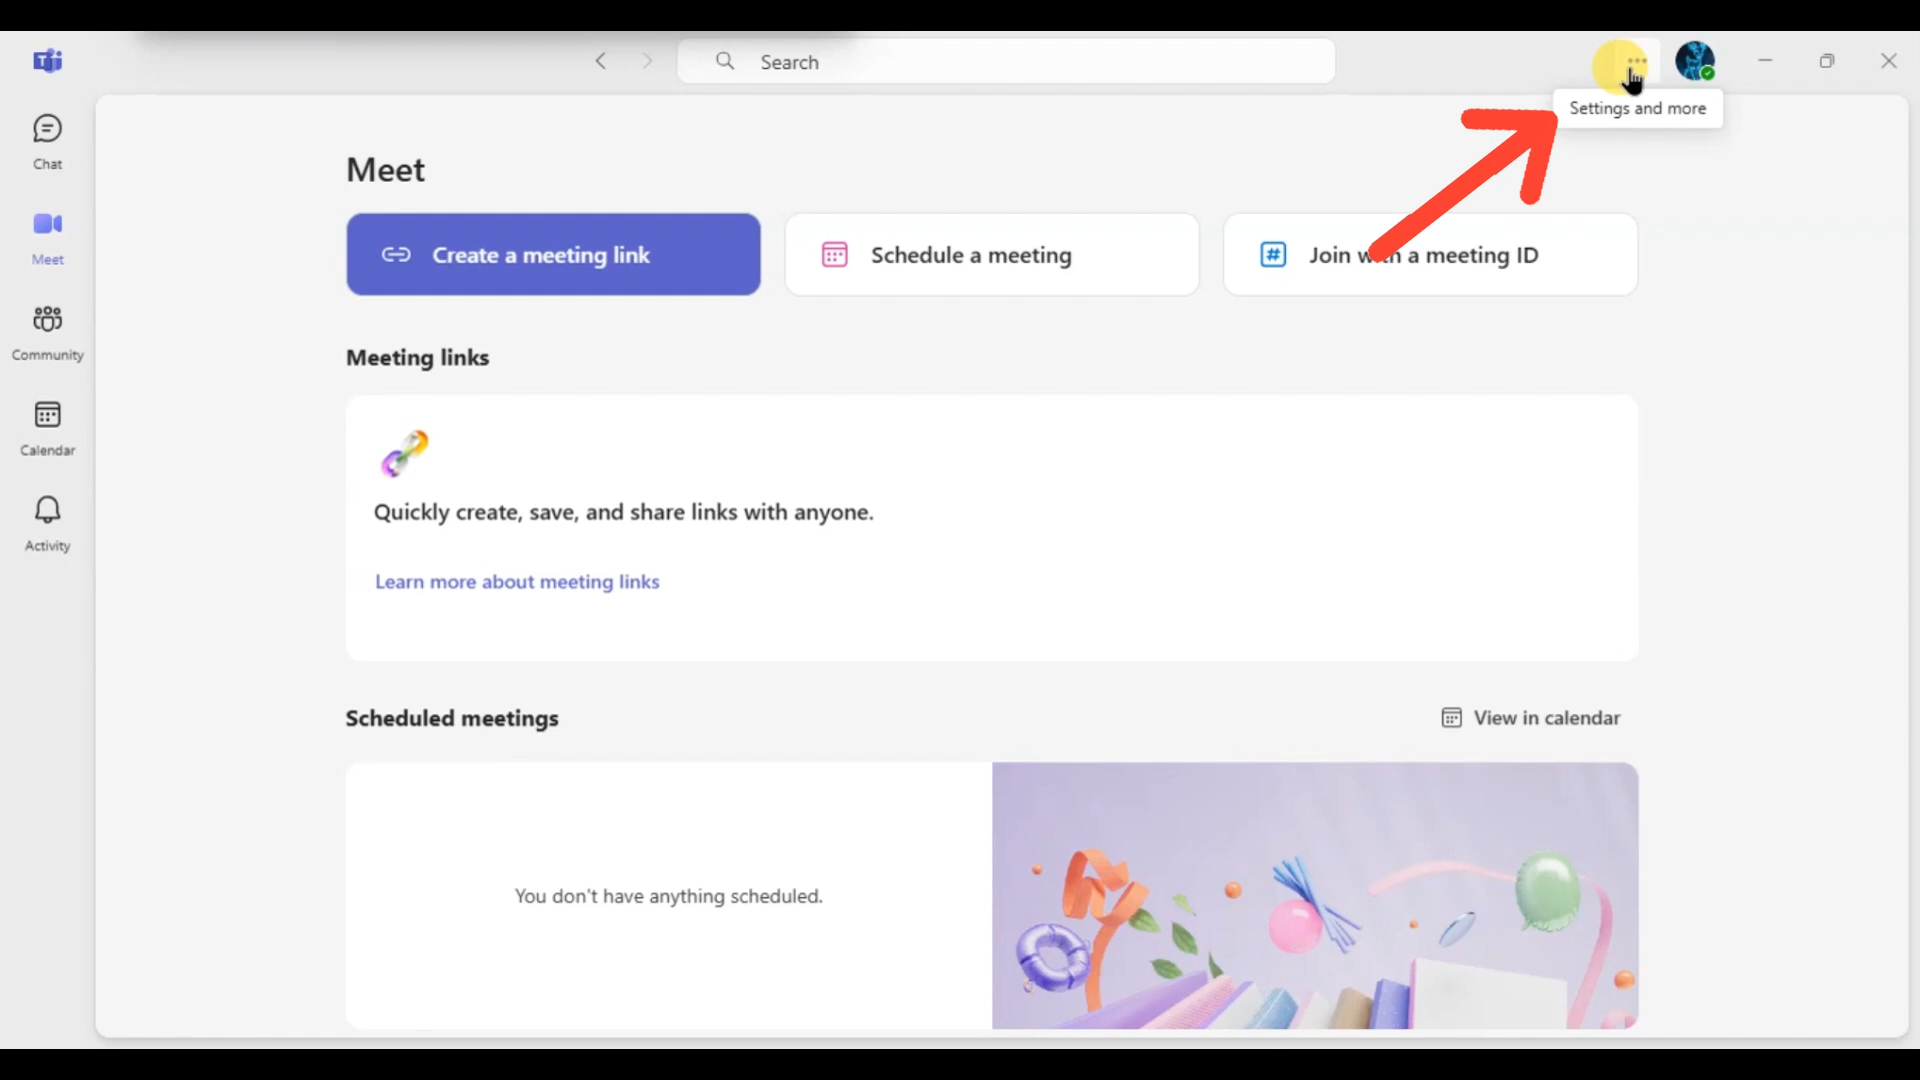 Search
Settings and more
Chat
Meet
Community
Calendar
Activity
Meet
Create a meeting link
Schedule a meeting
Join with a meeting ID
Meeting links
Quickly create, save, and share links with anyone.
Learn more about meeting links
Scheduled meetings
View in calendar
You don't have anything scheduled.